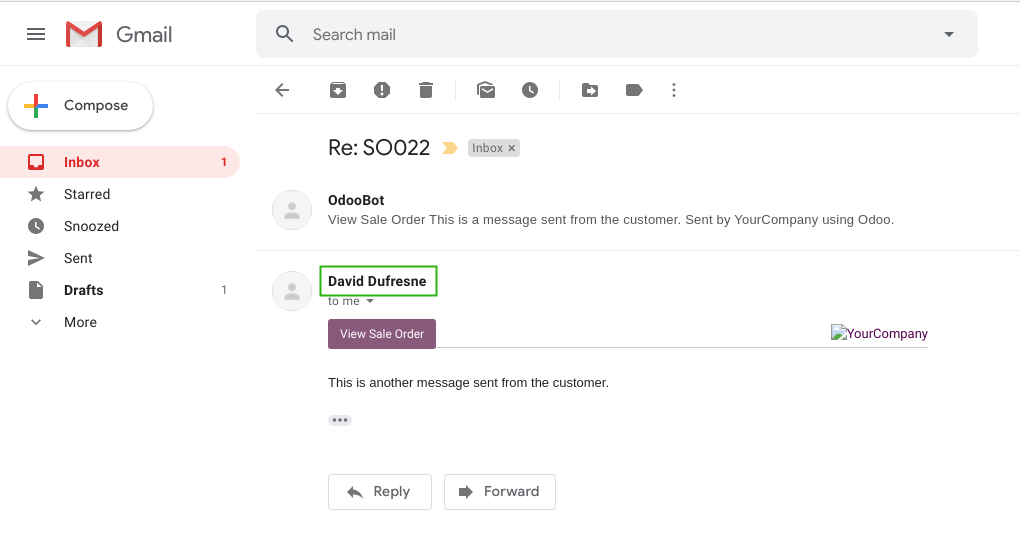 Gmail
Search mail
Compose
Inbox 1
Starred
Snoozed
Sent
Drafts 1
More
Re: SO022 Inbox ×
OdooBot
View Sale Order This is a message sent from the customer. Sent by YourCompany using Odoo.
David Dufresne
to me
View Sale Order YourCompany
This is another message sent from the customer.
Reply Forward